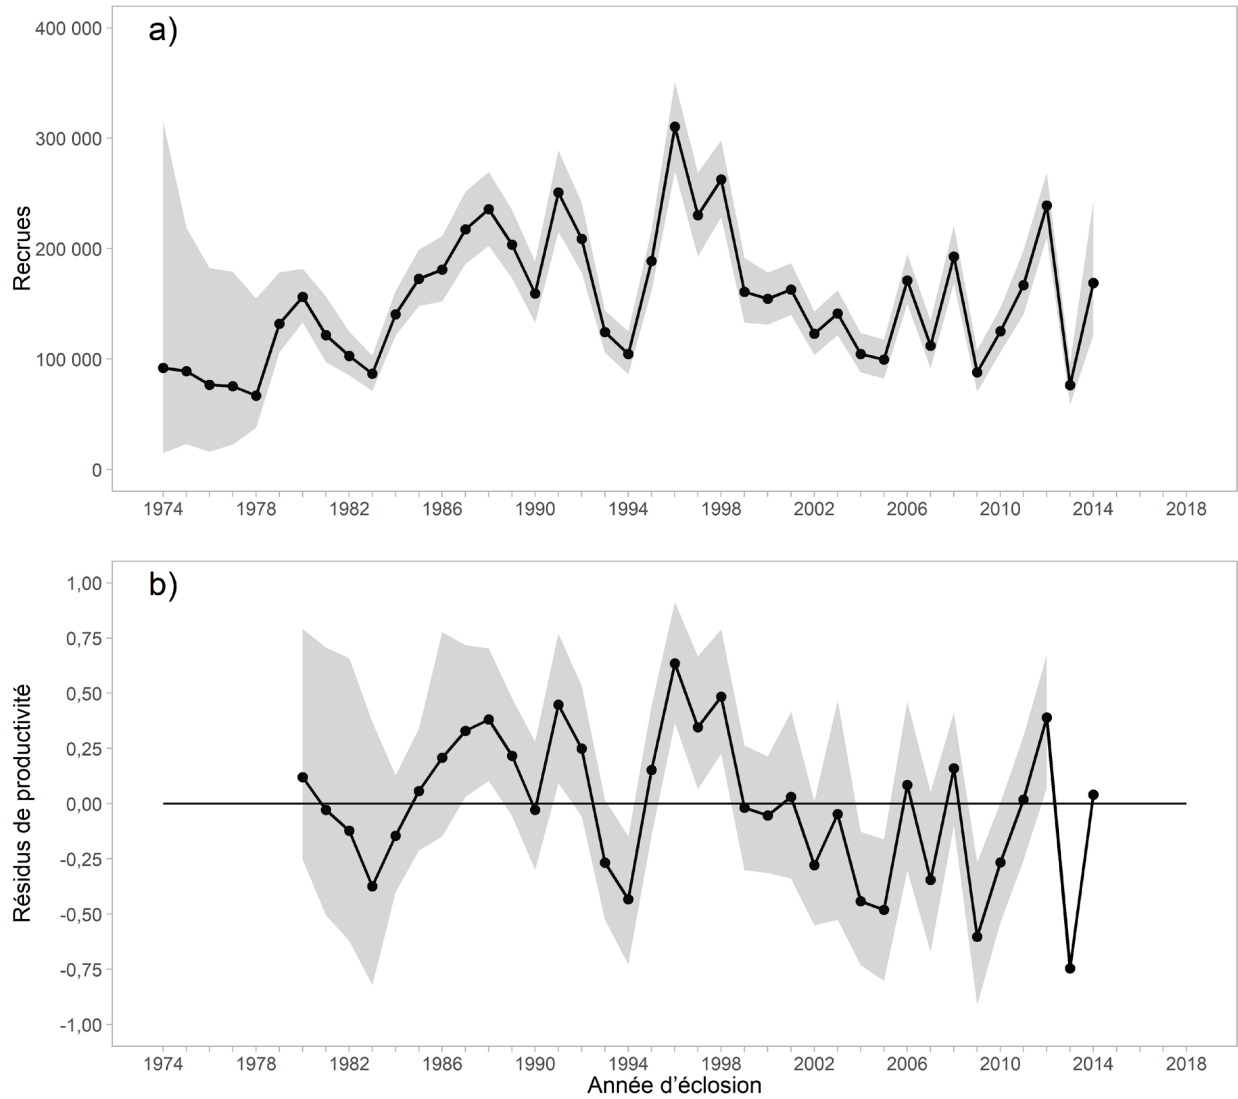 a)
400 000
300 000
200 000
100 000
0
Recrues
1974 1978 1982 1986 1990 1994 1998 2002 2006 2010 2014 2018
b)
1,00
0,75
0,50
0,25
0,00
-0,25
-0,50
-0,75
-1,00
Résidus de productivité
1974 1978 1982 1986 1990 1994 1998 2002 2006 2010 2014 2018
Année d’éclosion